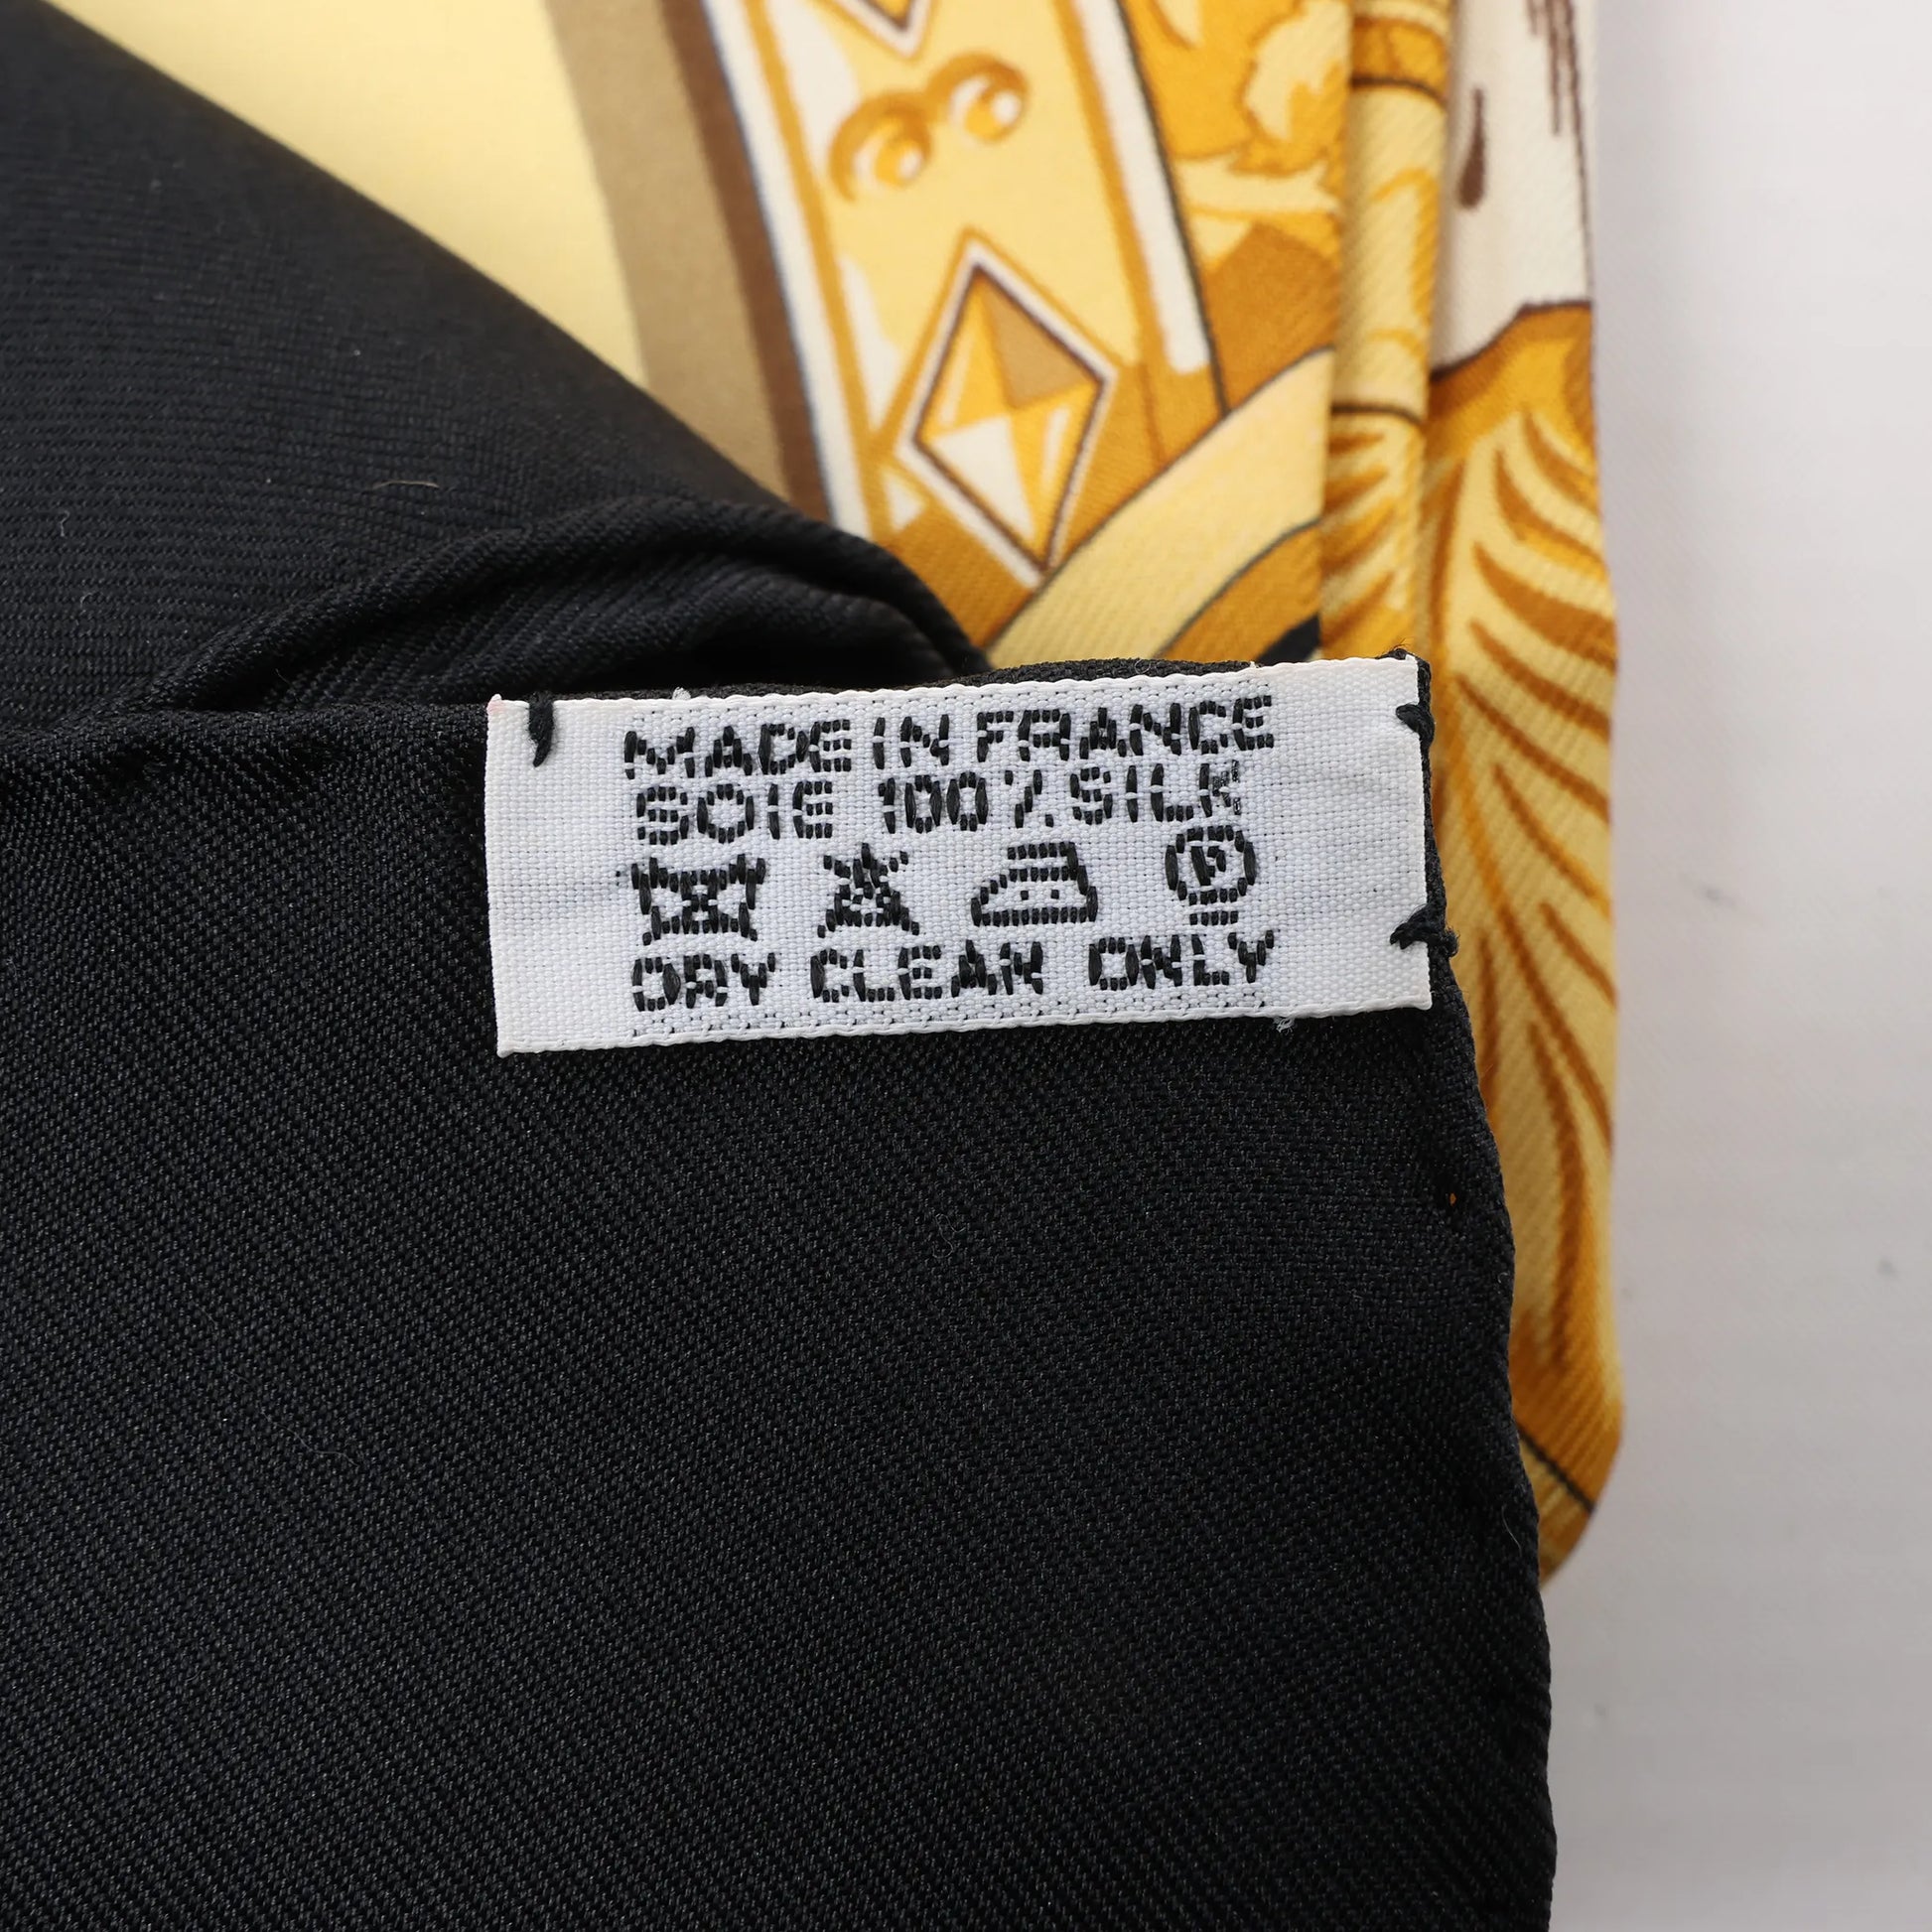 MADE IN FRANCE
SOIE 100% SILK
P
DRY CLEAN ONLY